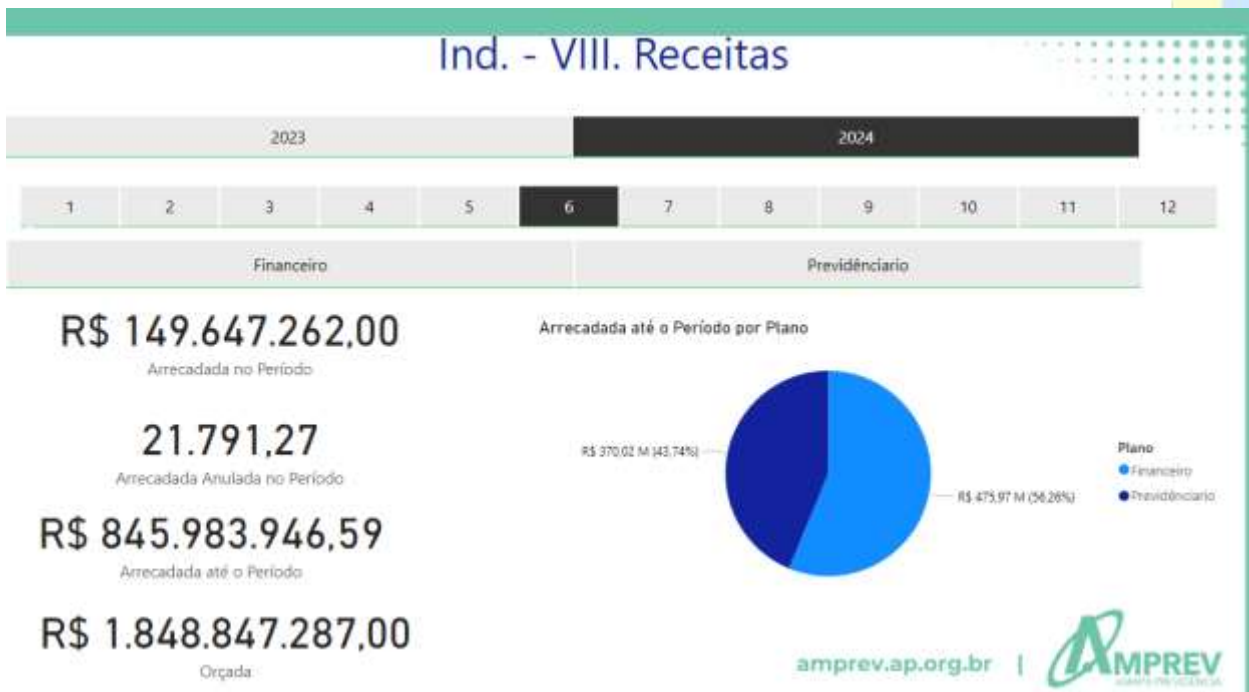 Ind. - VIII. Receitas
2023
2024
1 2 3 4 5 6 7 8 9 10 11 12
Financeiro
Previdênciario
R$ 149.647.262,00
Arrecadada no Período
21.791,27
Arrecadada Anulada no Período
R$ 845.983.946,59
Arrecadada até o Período
R$ 1.848.847.287,00
Orçada
Arrecadada até o Período por Plano
R$ 370,02 M (43,74%)
R$ 475,97 M (56,26%)
Plano
Financeiro
Previdênciario
amprev.ap.org.br |
AMPREV